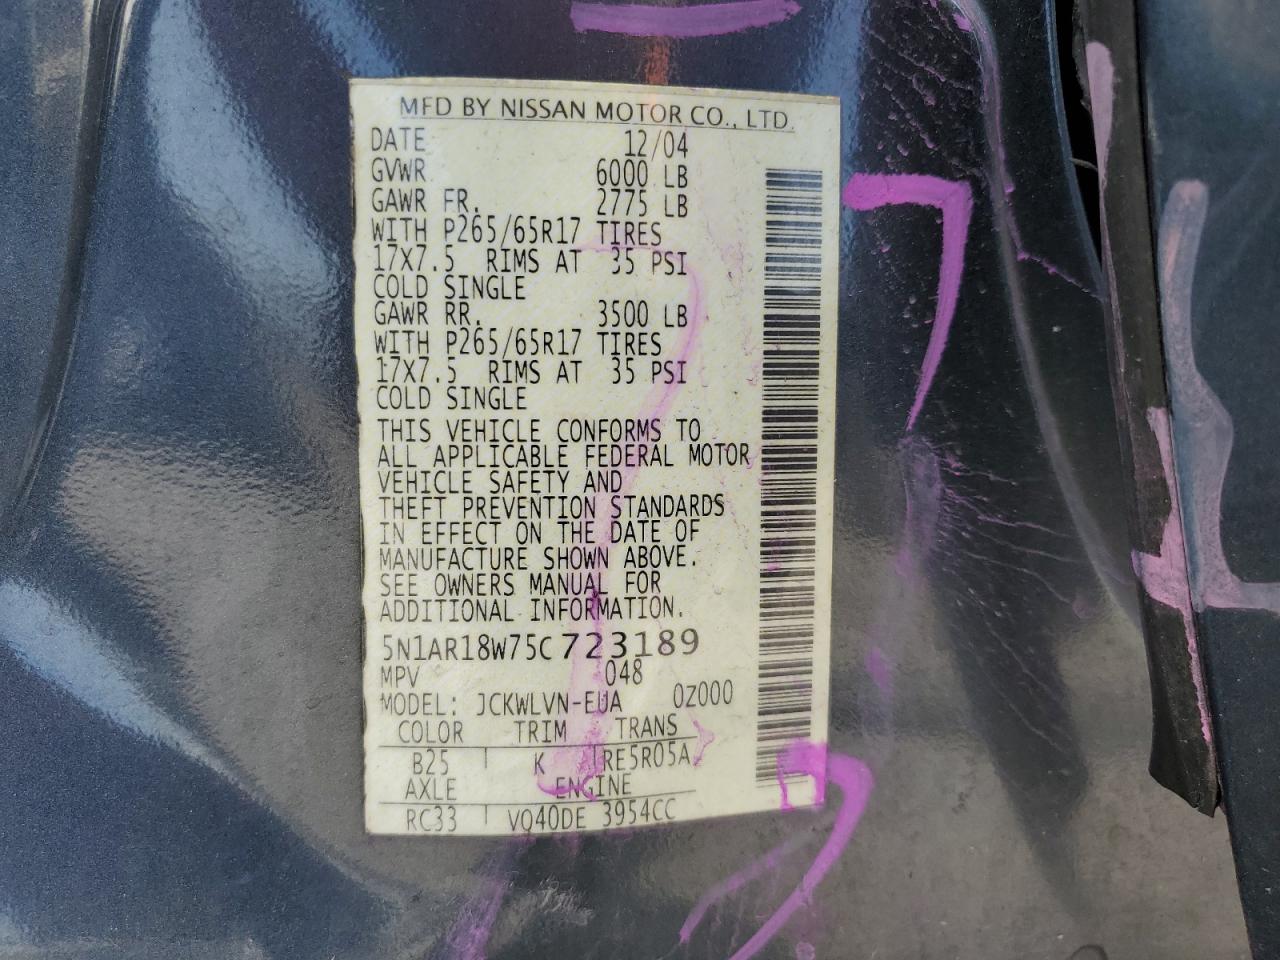 MFD BY NISSAN MOTOR CO., LTD.
DATE 12/04
GVWR 6000 LB
GAWR FR. 2775 LB
WITH P265/65R17 TIRES
17X7.5 RIMS AT 35 PSI
COLD SINGLE
GAWR RR. 3500 LB
WITH P265/65R17 TIRES
17X7.5 RIMS AT 35 PSI
COLD SINGLE
THIS VEHICLE CONFORMS TO
ALL APPLICABLE FEDERAL MOTOR
VEHICLE SAFETY AND
THEFT PREVENTION STANDARDS
IN EFFECT ON THE DATE OF
MANUFACTURE SHOWN ABOVE.
SEE OWNERS MANUAL FOR
ADDITIONAL INFORMATION.
5N1AR18W75C723189
MPV 048
MODEL: JCKWLVN-EUA 0Z000
COLOR TRIM TRANS
B25 K RE5R05A
AXLE ENGINE
RC33 VQ40DE 3954CC